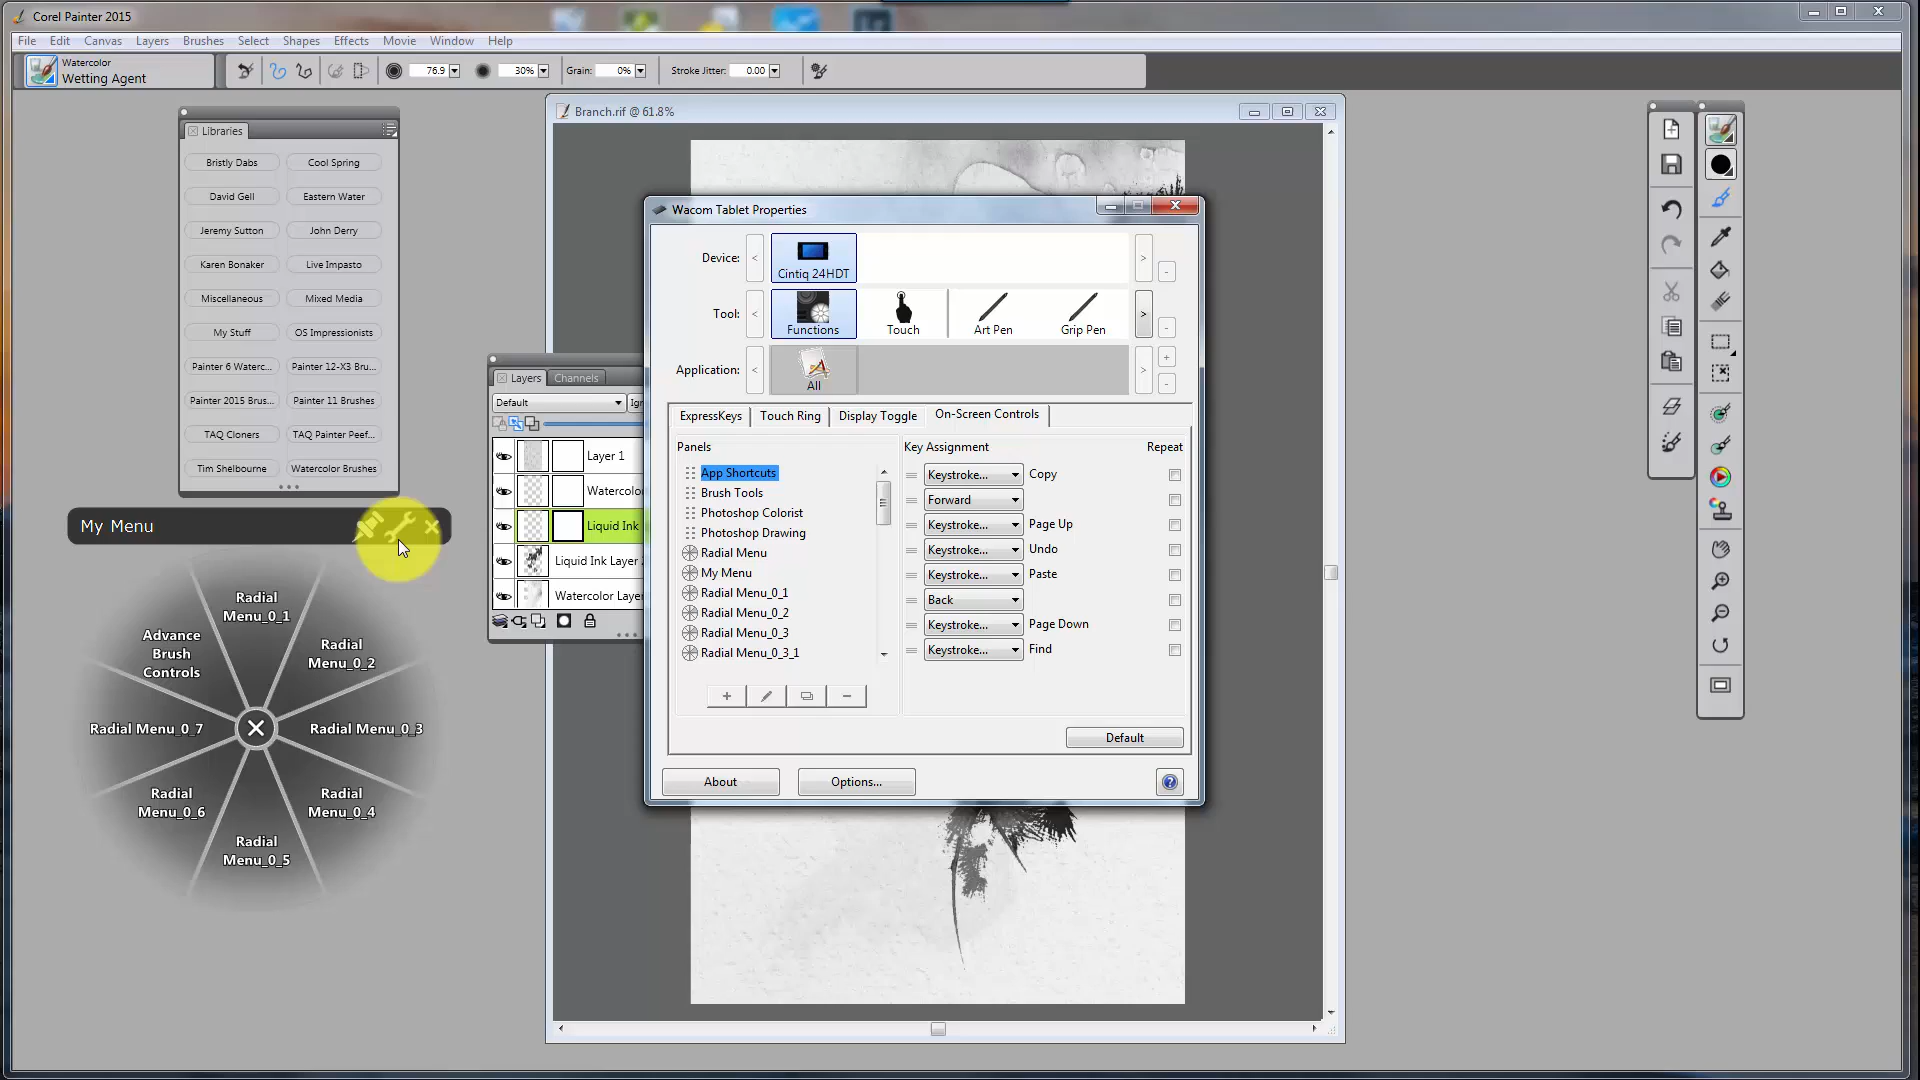 Corel Painter 2015
File Edit Canvas Layers Brushes Select Shapes Effects Movie Window Help
Watercolor
Wetting Agent
76.9 30% Grain: 0% Stroke Jitter: 0.00
Branch.rif @ 61.8%
Libraries
Bristly Dabs Cool Spring
David Gell Eastern Water
Jeremy Sutton John Derry
Karen Bonaker Live Impasto
Miscellaneous Mixed Media
My Stuff OS Impressionists
Painter 6 Waterc... Painter 12-X3 Bru...
Painter 2015 Brus... Painter 11 Brushes
TAQ Cloners TAQ Painter Peef...
Tim Shelbourne Watercolor Brushes
My Menu
Radial
Menu_0_1
Radial
Menu_0_2
Radial Menu_0_3
Radial
Menu_0_4
Radial
Menu_0_5
Radial
Menu_0_6
Radial Menu_0_7
Advance
Brush
Controls
Layers Channels
Default
Layer 1
Liquid Ink
Liquid Ink Layer
Wacom Tablet Properties
Device: < Cintiq 24HDT > -
Tool: < Functions Touch Art Pen Grip Pen > -
Application: < All > + -
ExpressKeys Touch Ring Display Toggle On-Screen Controls
Panels
App Shortcuts
Brush Tools
Photoshop Colorist
Photoshop Drawing
Radial Menu
My Menu
Radial Menu_0_1
Radial Menu_0_2
Radial Menu_0_3
Radial Menu_0_3_1
Key Assignment Repeat
Keystroke... Copy
Forward
Keystroke... Page Up
Keystroke... Undo
Keystroke... Paste
Back
Keystroke... Page Down
Keystroke... Find
Default
About Options...